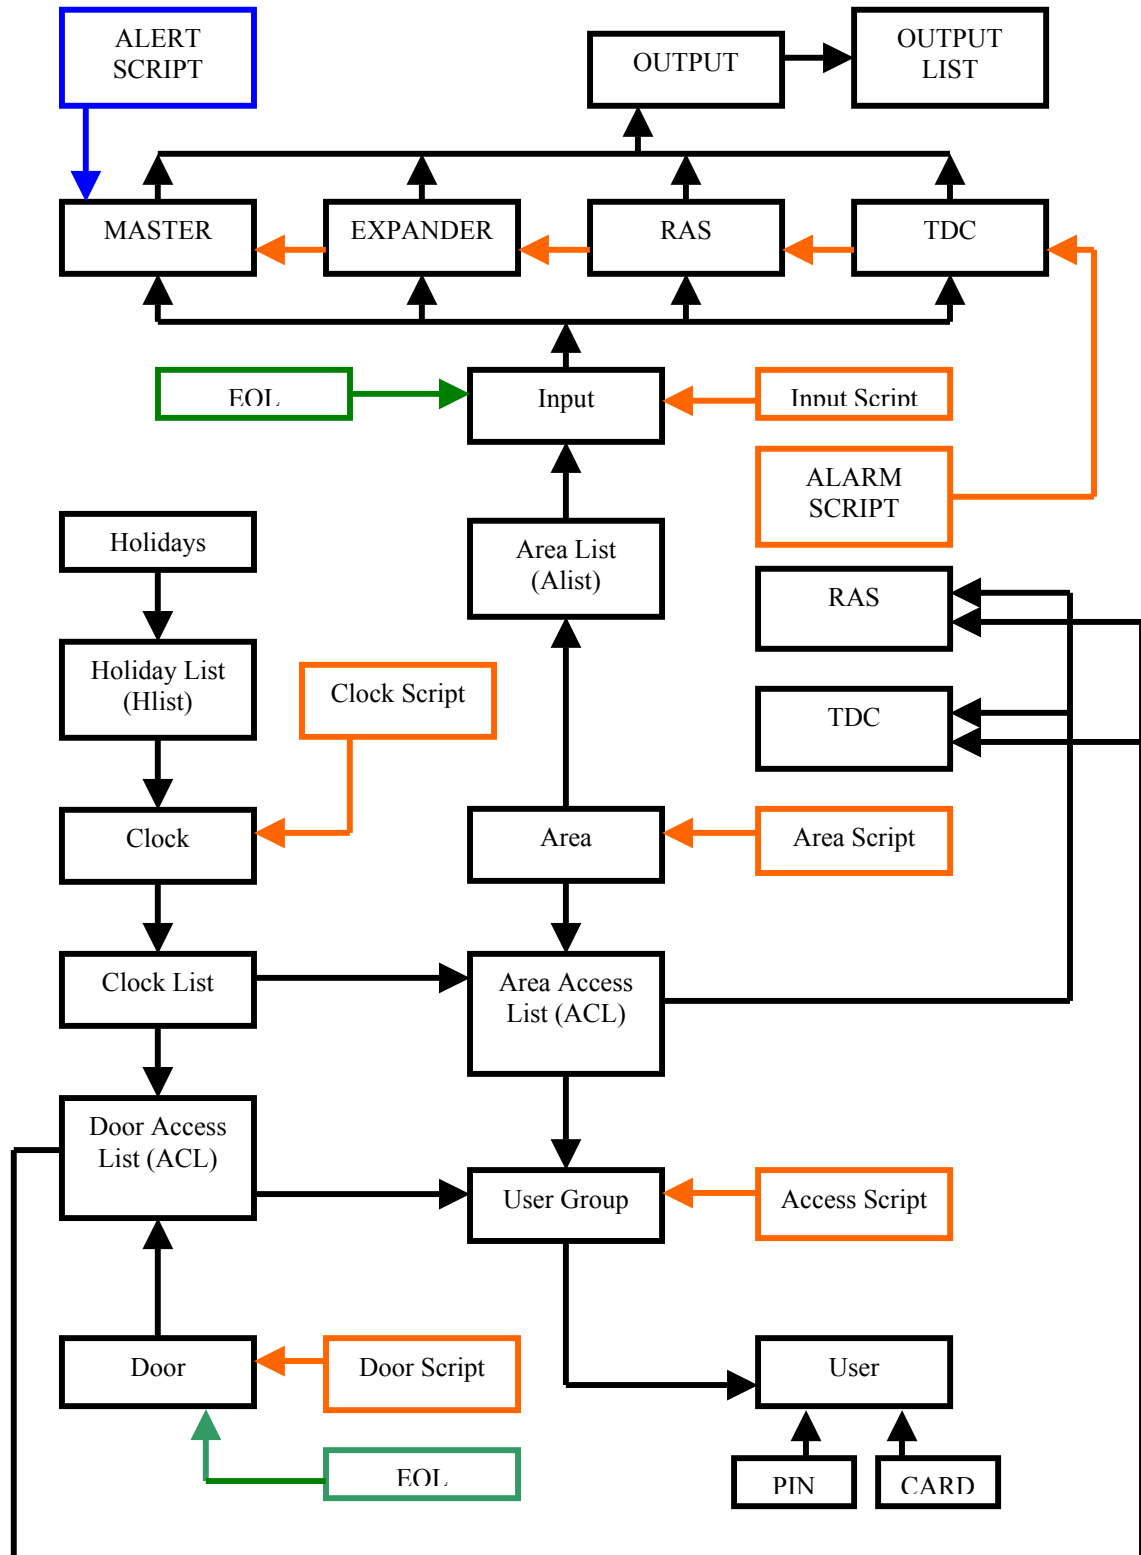 ALERT
SCRIPT
OUTPUT
OUTPUT
LIST
MASTER
EXPANDER
RAS
TDC
EOL
Input
Input Script
ALARM
SCRIPT
Holidays
Area List
(Alist)
RAS
Holiday List
(Hlist)
Clock Script
TDC
Clock
Area
Area Script
Clock List
Area Access
List (ACL)
Door Access
List (ACL)
User Group
Access Script
Door
Door Script
User
EOL
PIN
CARD